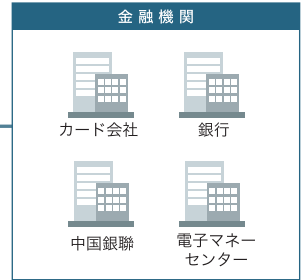 金融機関
カード会社
銀行
中国銀聯
電子マネー
センター